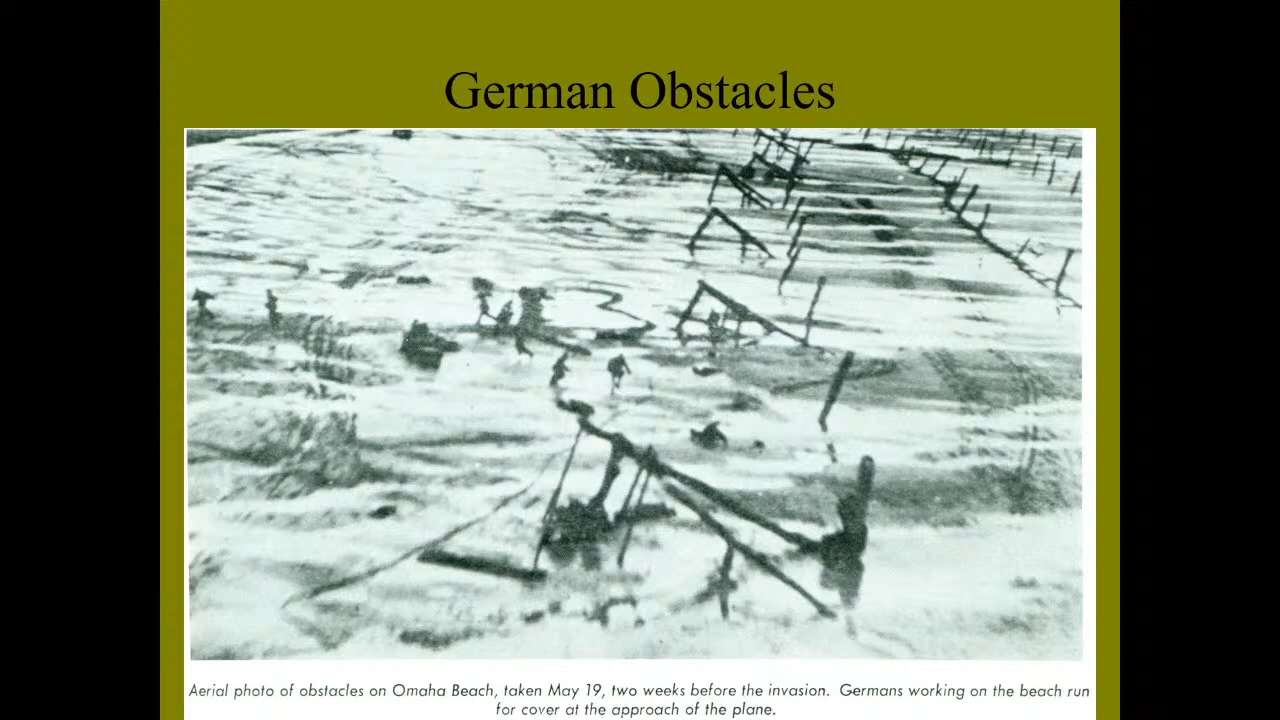 German Obstacles
Aerial photo of obstacles on Omaha Beach, taken May 19, two weeks before the invasion. Germans working on the beach run
for cover at the approach of the plane.